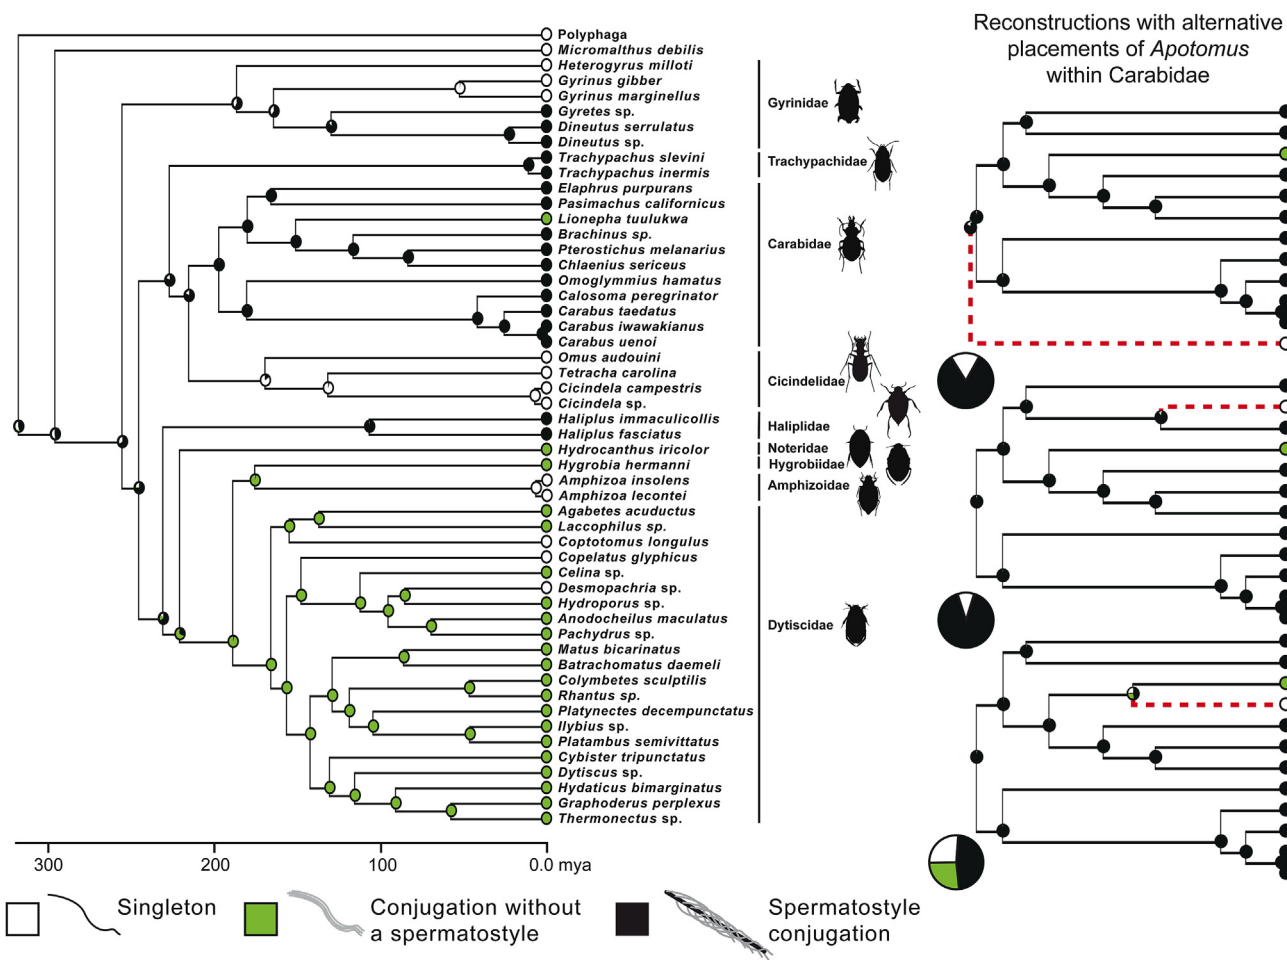 Reconstructions with alternative
placements of Apotomus
within Carabidae
Polyphaga
Micromalthus debilis
Heterogyrus milloti
Gyrinus gibber
Gyrinus marginellus
Gyretes sp.
Dineutus serrulatus
Dineutus sp.
Trachypachus slevini
Trachypachus inermis
Elaphrus purpurans
Pasimachus californicus
Lionepha tuulukwa
Brachinus sp.
Pterostichus melanarius
Chlaenius sericeus
Omoglymmius hamatus
Calosoma peregrinator
Carabus taedatus
Carabus iwawakianus
Carabus uenoi
Omus audouini
Tetracha carolina
Cicindela campestris
Cicindela sp.
Haliplus immaculicollis
Haliplus fasciatus
Hydrocanthus iricolor
Hygrobia hermanni
Amphizoa insolens
Amphizoa lecontei
Agabetes acuductus
Laccophilus sp.
Coptotomus longulus
Copelatus glyphicus
Celina sp.
Desmopachria sp.
Hydroporus sp.
Anodocheilus maculatus
Pachydrus sp.
Matus bicarinatus
Batrachomatus daemeli
Colymbetes sculptilis
Rhantus sp.
Platynectes decempunctatus
Ilybius sp.
Platambus semivittatus
Cybister tripunctatus
Dytiscus sp.
Hydaticus bimarginatus
Graphoderus perplexus
Thermonectus sp.
Gyrinidae
Trachypachidae
Carabidae
Cicindelidae
Haliplidae
Noteridae
Hygrobiidae
Amphizoidae
Dytiscidae
300 200 100 0.0 mya
Singleton
Conjugation without
a spermatostyle
Spermatostyle
conjugation